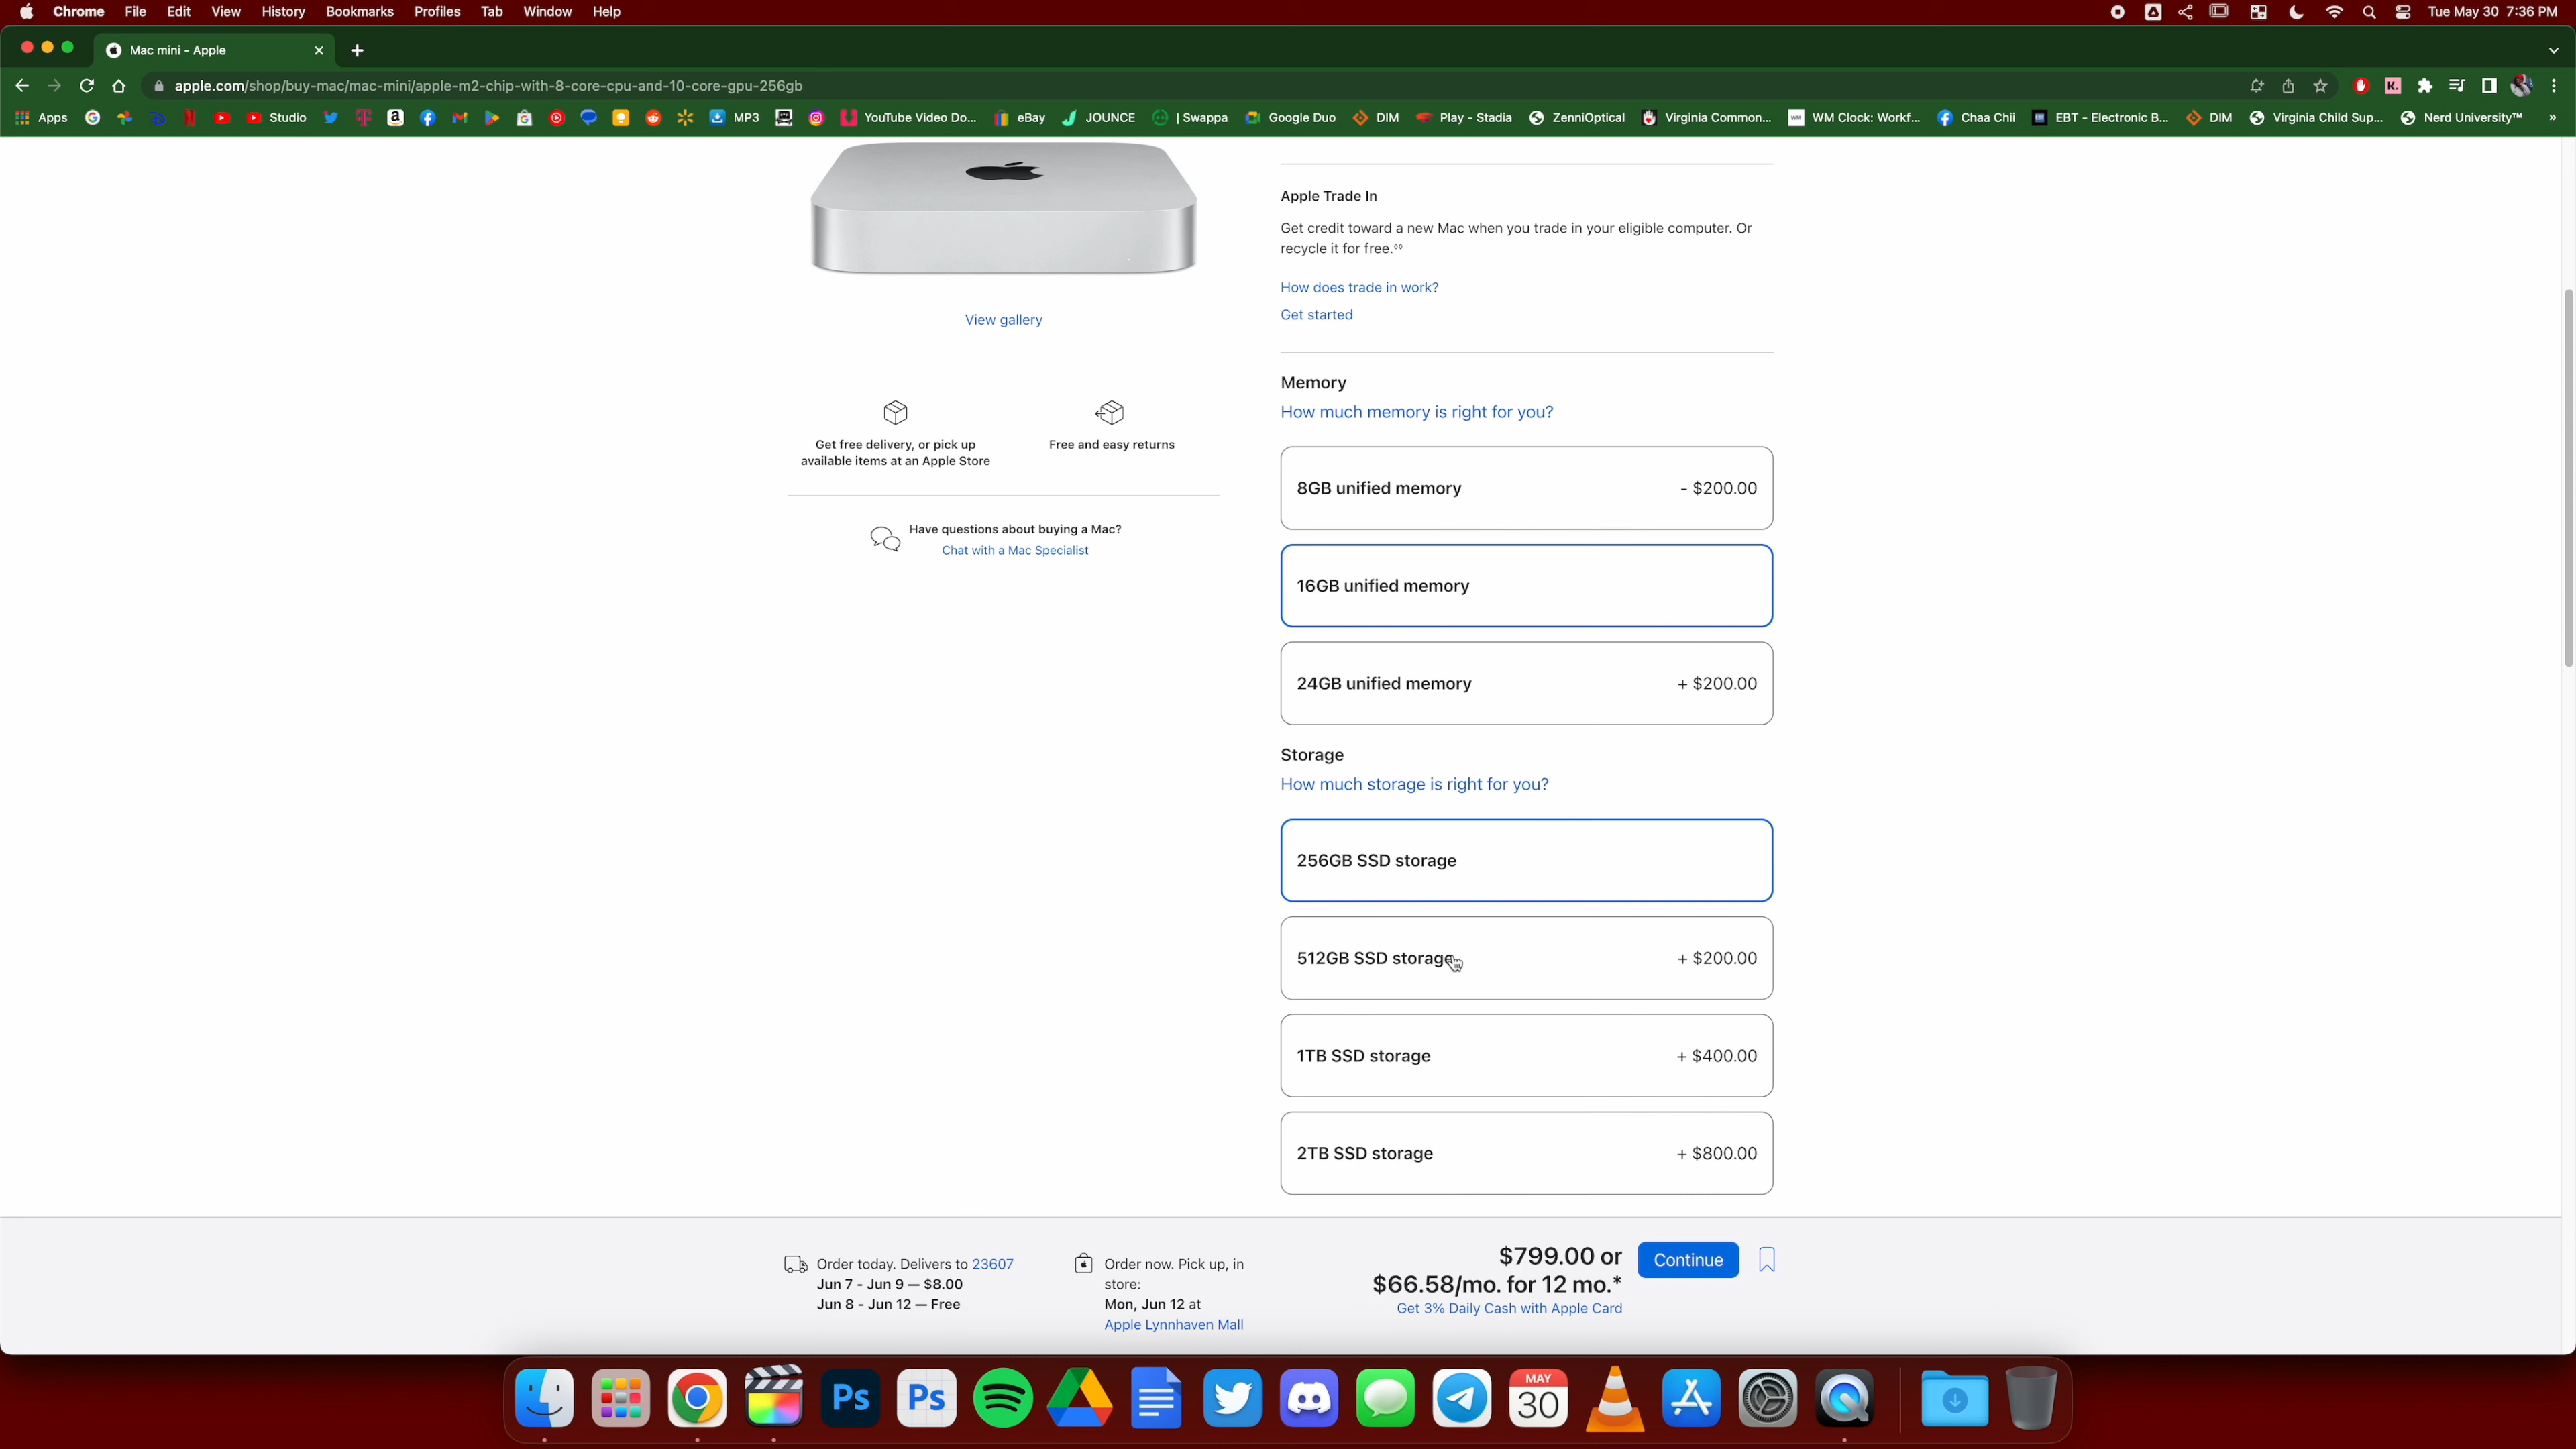 Chrome File Edit View History Bookmarks Profiles Tab Window Help Tue May 30 7:36 PM
Mac mini - Apple
apple.com/shop/buy-mac/mac-mini/apple-m2-chip-with-8-core-cpu-and-10-core-gpu-256gb
K.
Apps Studio MP3 YouTube Video Do... eBay JOUNCE | Swappa Google Duo DIM Play - Stadia ZenniOptical Virginia Common... WM WM Clock: Workf... Chaa Chii EBT - Electronic B... DIM Virginia Child Sup... Nerd University™ »
View gallery
Get free delivery, or pick up
available items at an Apple Store
Free and easy returns
Have questions about buying a Mac?
Chat with a Mac Specialist
Apple Trade In
Get credit toward a new Mac when you trade in your eligible computer. Or
recycle it for free.◊◊
How does trade in work?
Get started
Memory
How much memory is right for you?
8GB unified memory - $200.00
16GB unified memory
24GB unified memory + $200.00
Storage
How much storage is right for you?
256GB SSD storage
512GB SSD storage + $200.00
1TB SSD storage + $400.00
2TB SSD storage + $800.00
Order today. Delivers to 23607
Jun 7 - Jun 9 — $8.00
Jun 8 - Jun 12 — Free
Order now. Pick up, in
store:
Mon, Jun 12 at
Apple Lynnhaven Mall
$799.00 or
$66.58/mo. for 12 mo.*
Get 3% Daily Cash with Apple Card
Continue
Ps Ps MAY
30